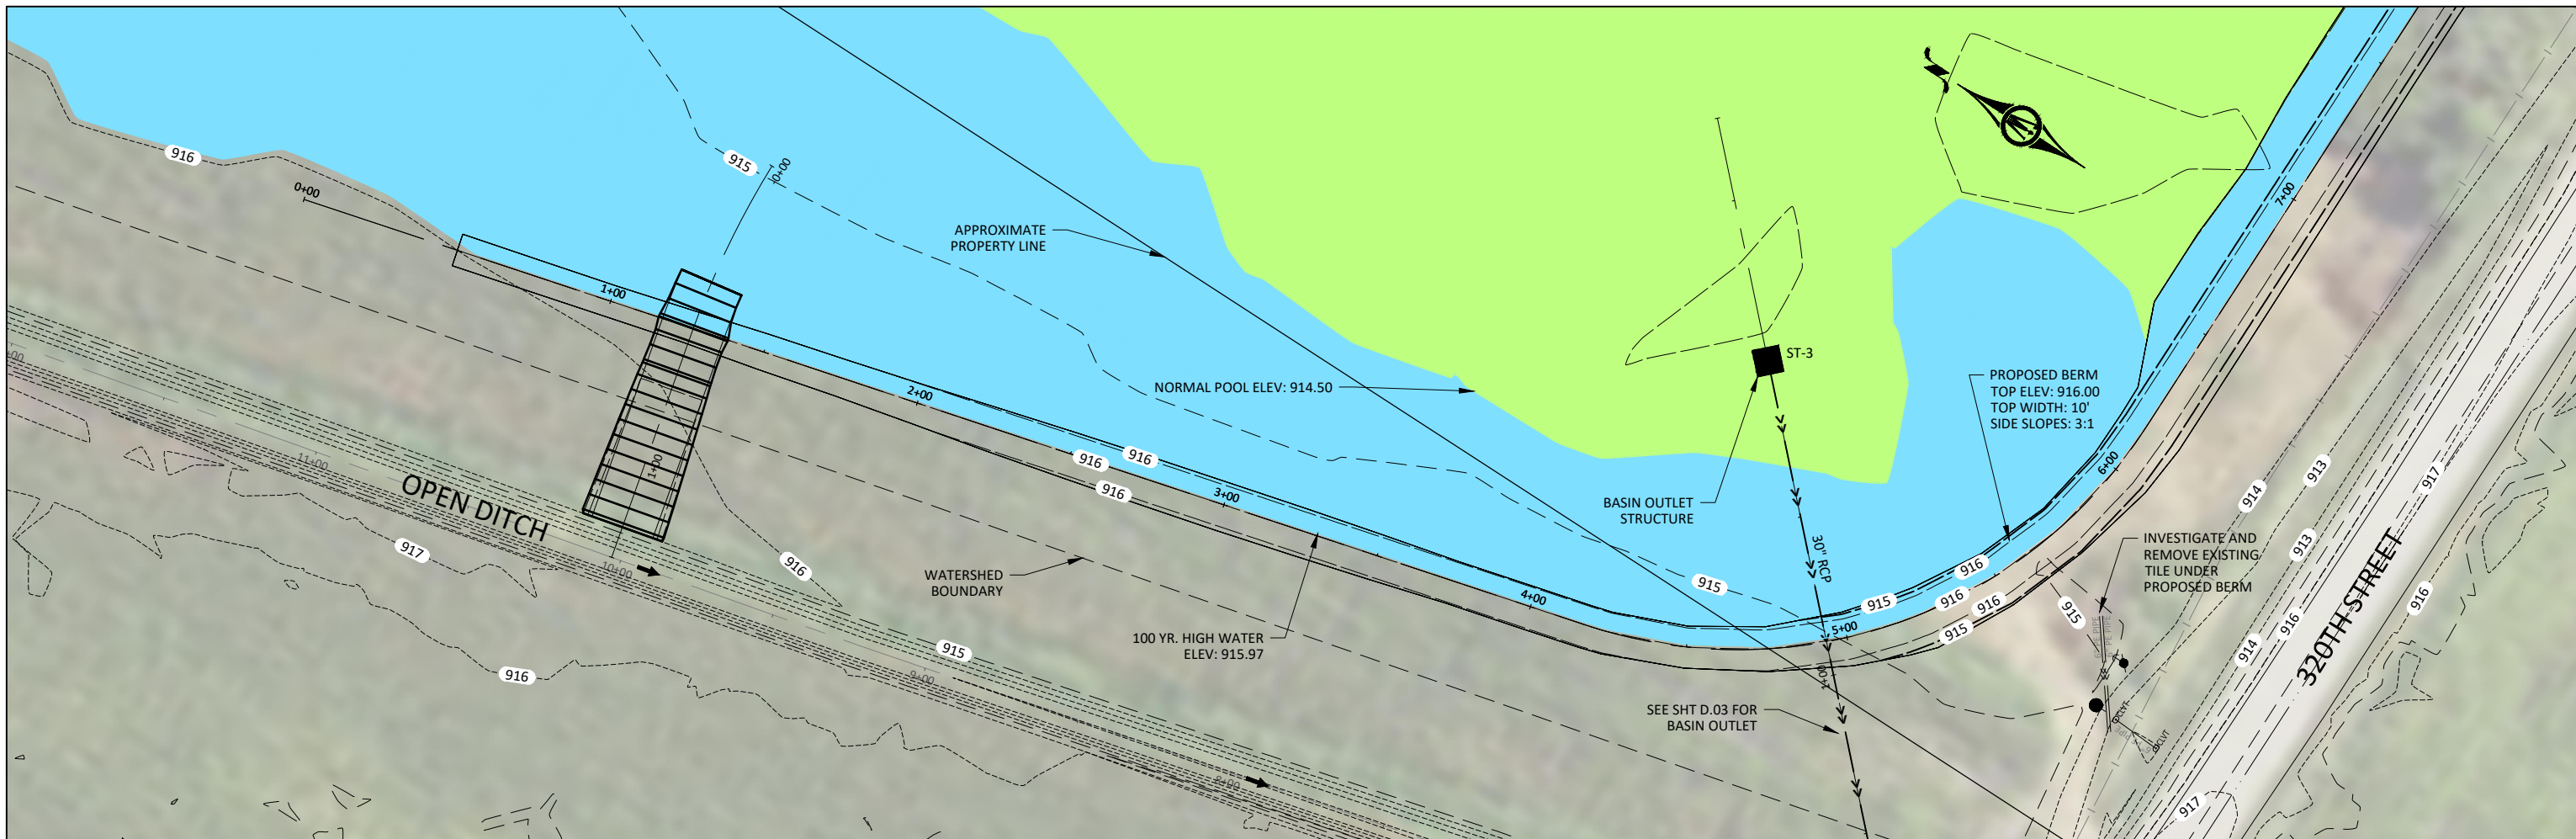 916
0+00
915
0+00
APPROXIMATE
PROPERTY LINE
7+00
1+00
ST-3
NORMAL POOL ELEV: 914.50
2+00
PROPOSED BERM
TOP ELEV: 916.00
TOP WIDTH: 10'
SIDE SLOPES: 3:1
916
916
916
3+00
1+00
11+00
OPEN DITCH
6+00
913
914
917
BASIN OUTLET
STRUCTURE
30" RCP
INVESTIGATE AND
REMOVE EXISTING
TILE UNDER
PROPOSED BERM
913
917
916
10+00
WATERSHED
BOUNDARY
915
916
4+00
915
916
916
915
916
916
320TH STREET
100 YR. HIGH WATER
ELEV: 915.97
5+00
915
915
914
916
9+00
1+00
SEE SHT D.03 FOR
BASIN OUTLET
CLVT
CLVT
8+00
917